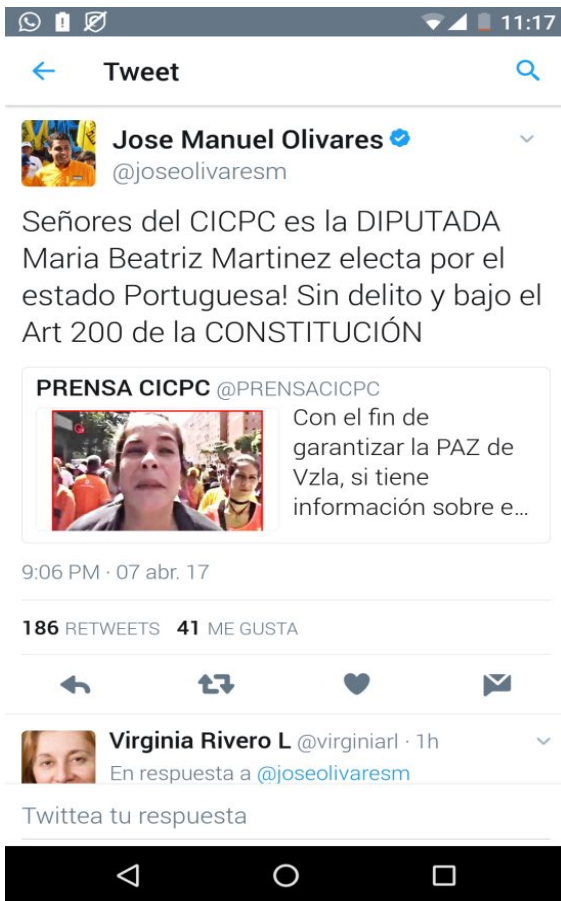 11:17
Tweet
Jose Manuel Olivares
@joseolivaresm
Señores del CICPC es la DIPUTADA
Maria Beatriz Martinez electa por el
estado Portuguesa! Sin delito y bajo el
Art 200 de la CONSTITUCIÓN
PRENSA CICPC @PRENSACICPC
Con el fin de
garantizar la PAZ de
Vzla, si tiene
información sobre e...
9:06 PM · 07 abr. 17
186 RETWEETS 41 ME GUSTA
Virginia Rivero L @virginiarl · 1h
En respuesta a @joseolivaresm
Twittea tu respuesta